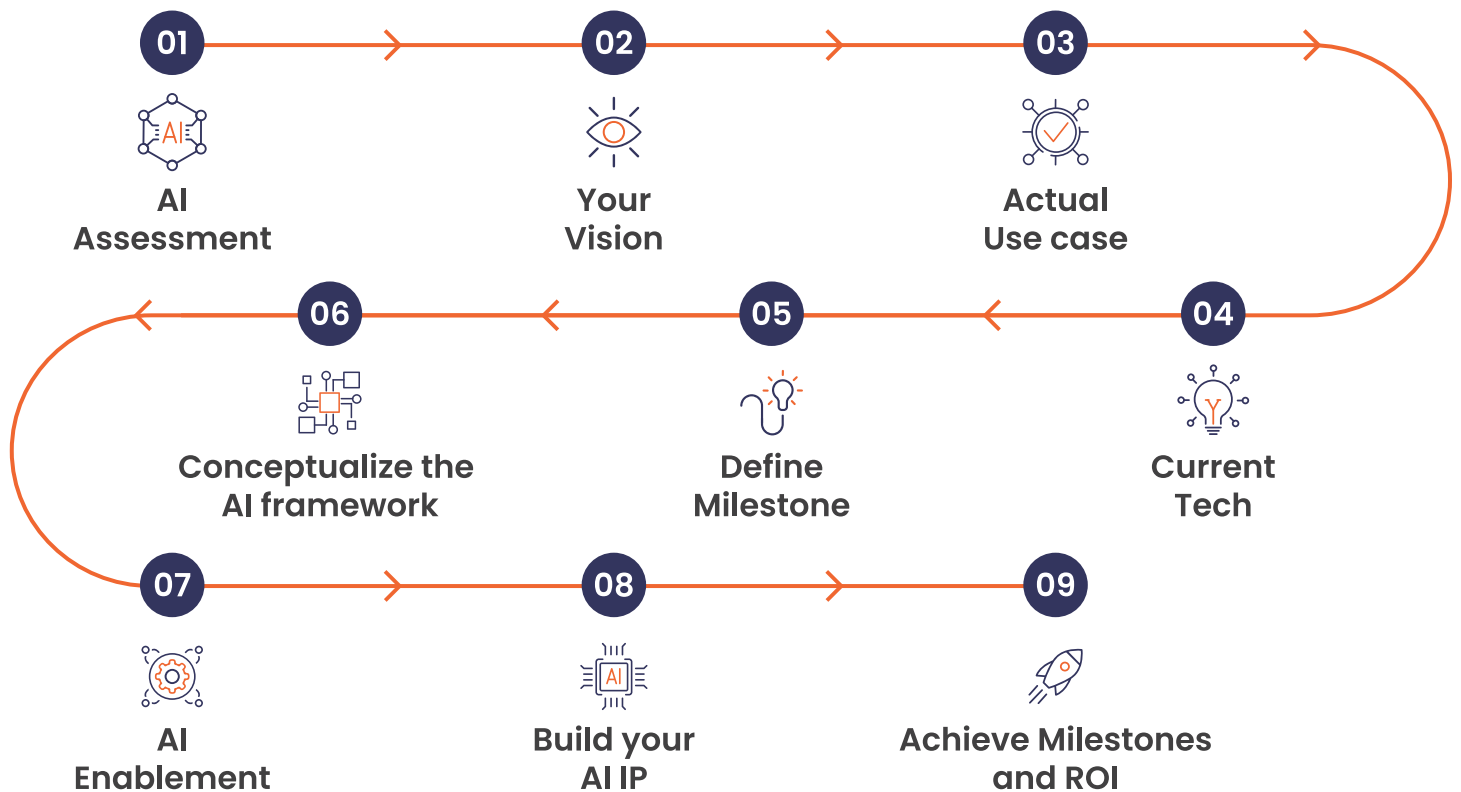 01
02
03
AI
AI
Assessment
Your
Vision
Actual
Use case
04
05
06
Current
Tech
Define
Milestone
Conceptualize the
AI framework
07
08
09
AI
Enablement
AI
Build your
AI IP
Achieve Milestones
and ROI